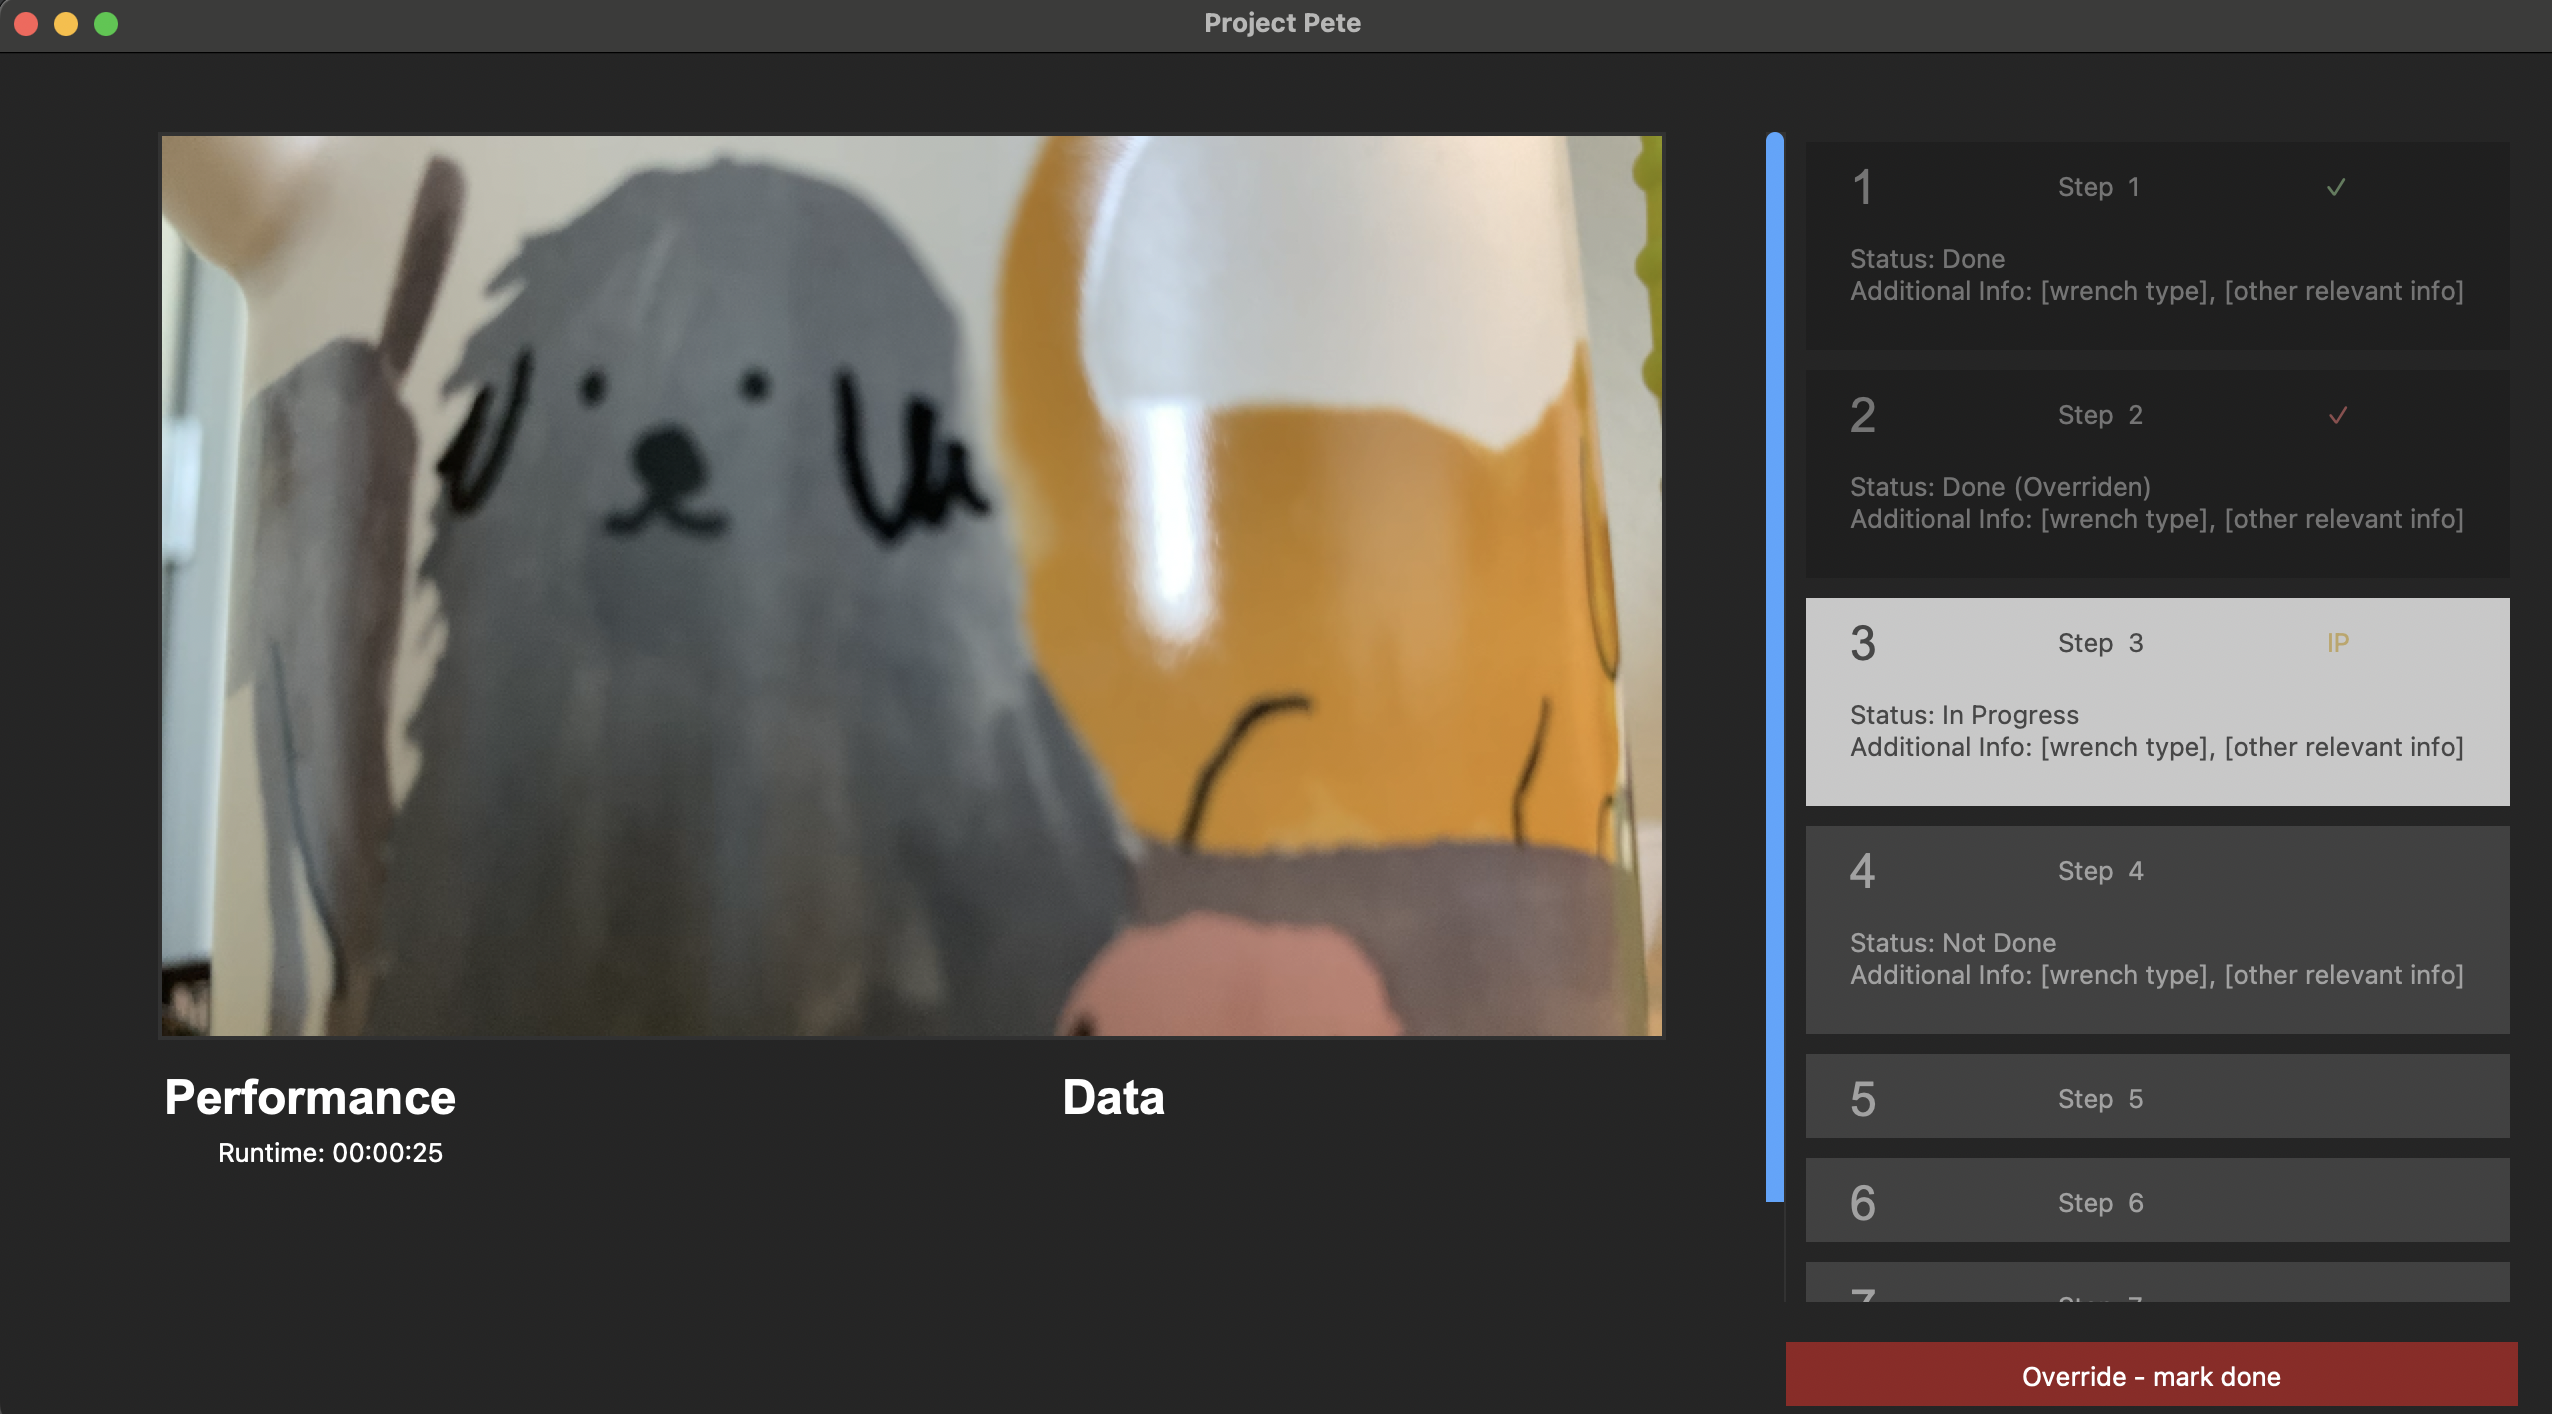 Project Pete
1 Step 1 ✓
Status: Done
Additional Info: [wrench type], [other relevant info]
2 Step 2 ✓
Status: Done (Overriden)
Additional Info: [wrench type], [other relevant info]
3 Step 3 IP
Status: In Progress
Additional Info: [wrench type], [other relevant info]
4 Step 4
Status: Not Done
Additional Info: [wrench type], [other relevant info]
5 Step 5
6 Step 6
7 Step 7
Performance
Runtime: 00:00:25
Data
Override - mark done